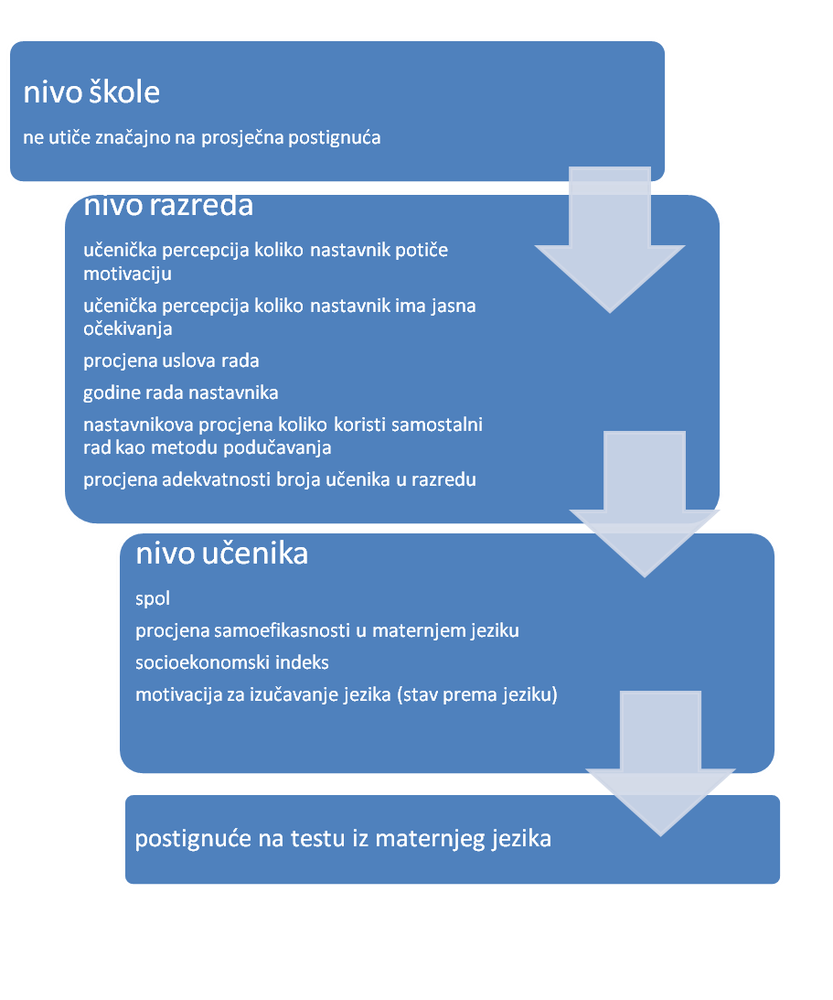 nivo škole
ne utiče značajno na prosječna postignuća
nivo razreda
učenička percepcija koliko nastavnik potiče
motivaciju
učenička percepcija koliko nastavnik ima jasna
očekivanja
procjena uslova rada
godine rada nastavnika
nastavnikova procjena koliko koristi samostalni
rad kao metodu podučavanja
procjena adekvatnosti broja učenika u razredu
nivo učenika
spol
procjena samoefikasnosti u maternjem jeziku
socioekonomski indeks
motivacija za izučavanje jezika (stav prema jeziku)
postignuće na testu iz maternjeg jezika